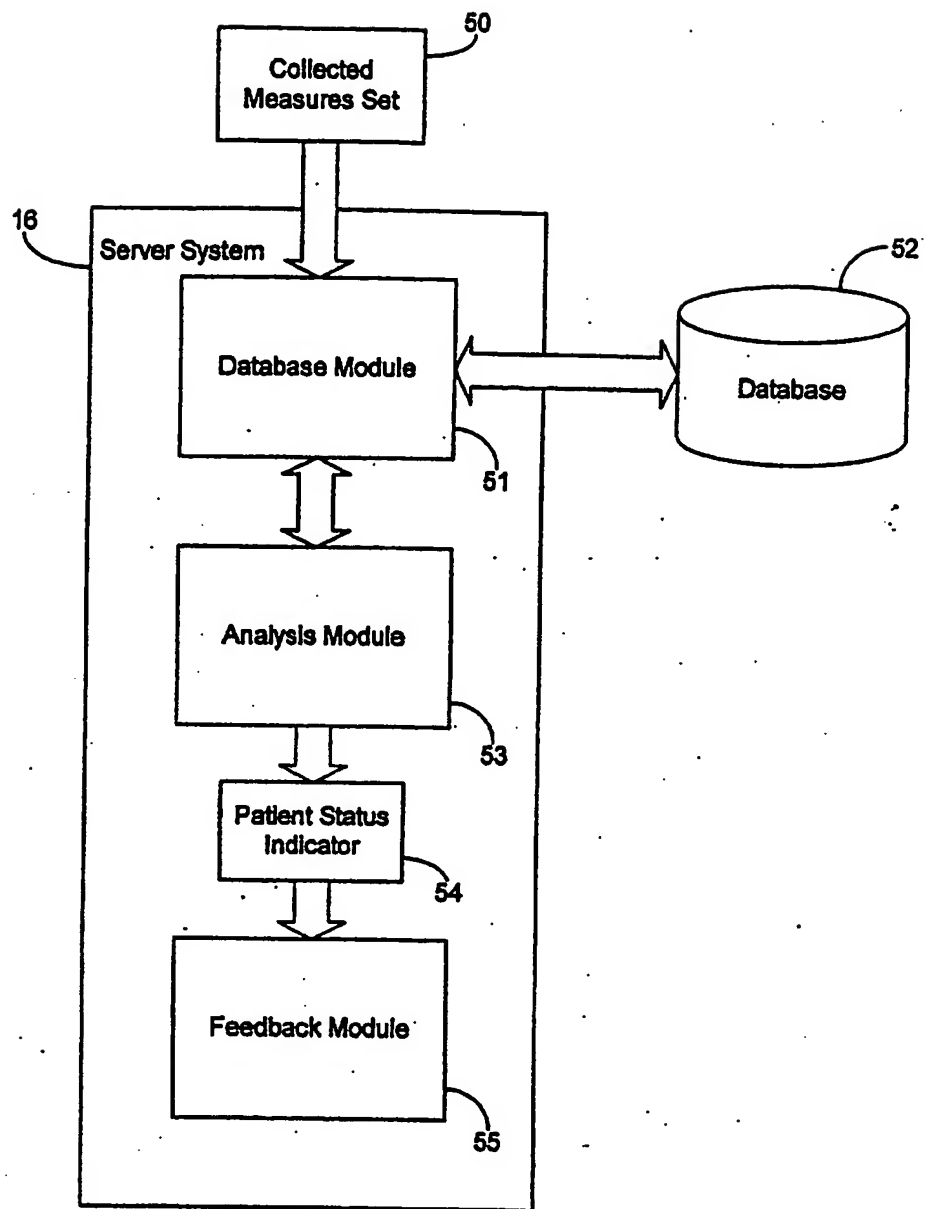 50
Collected
Measures Set
16
Server System
52
Database Module
Database
51
Analysis Module
53
Patient Status
Indicator
54
Feedback Module
55